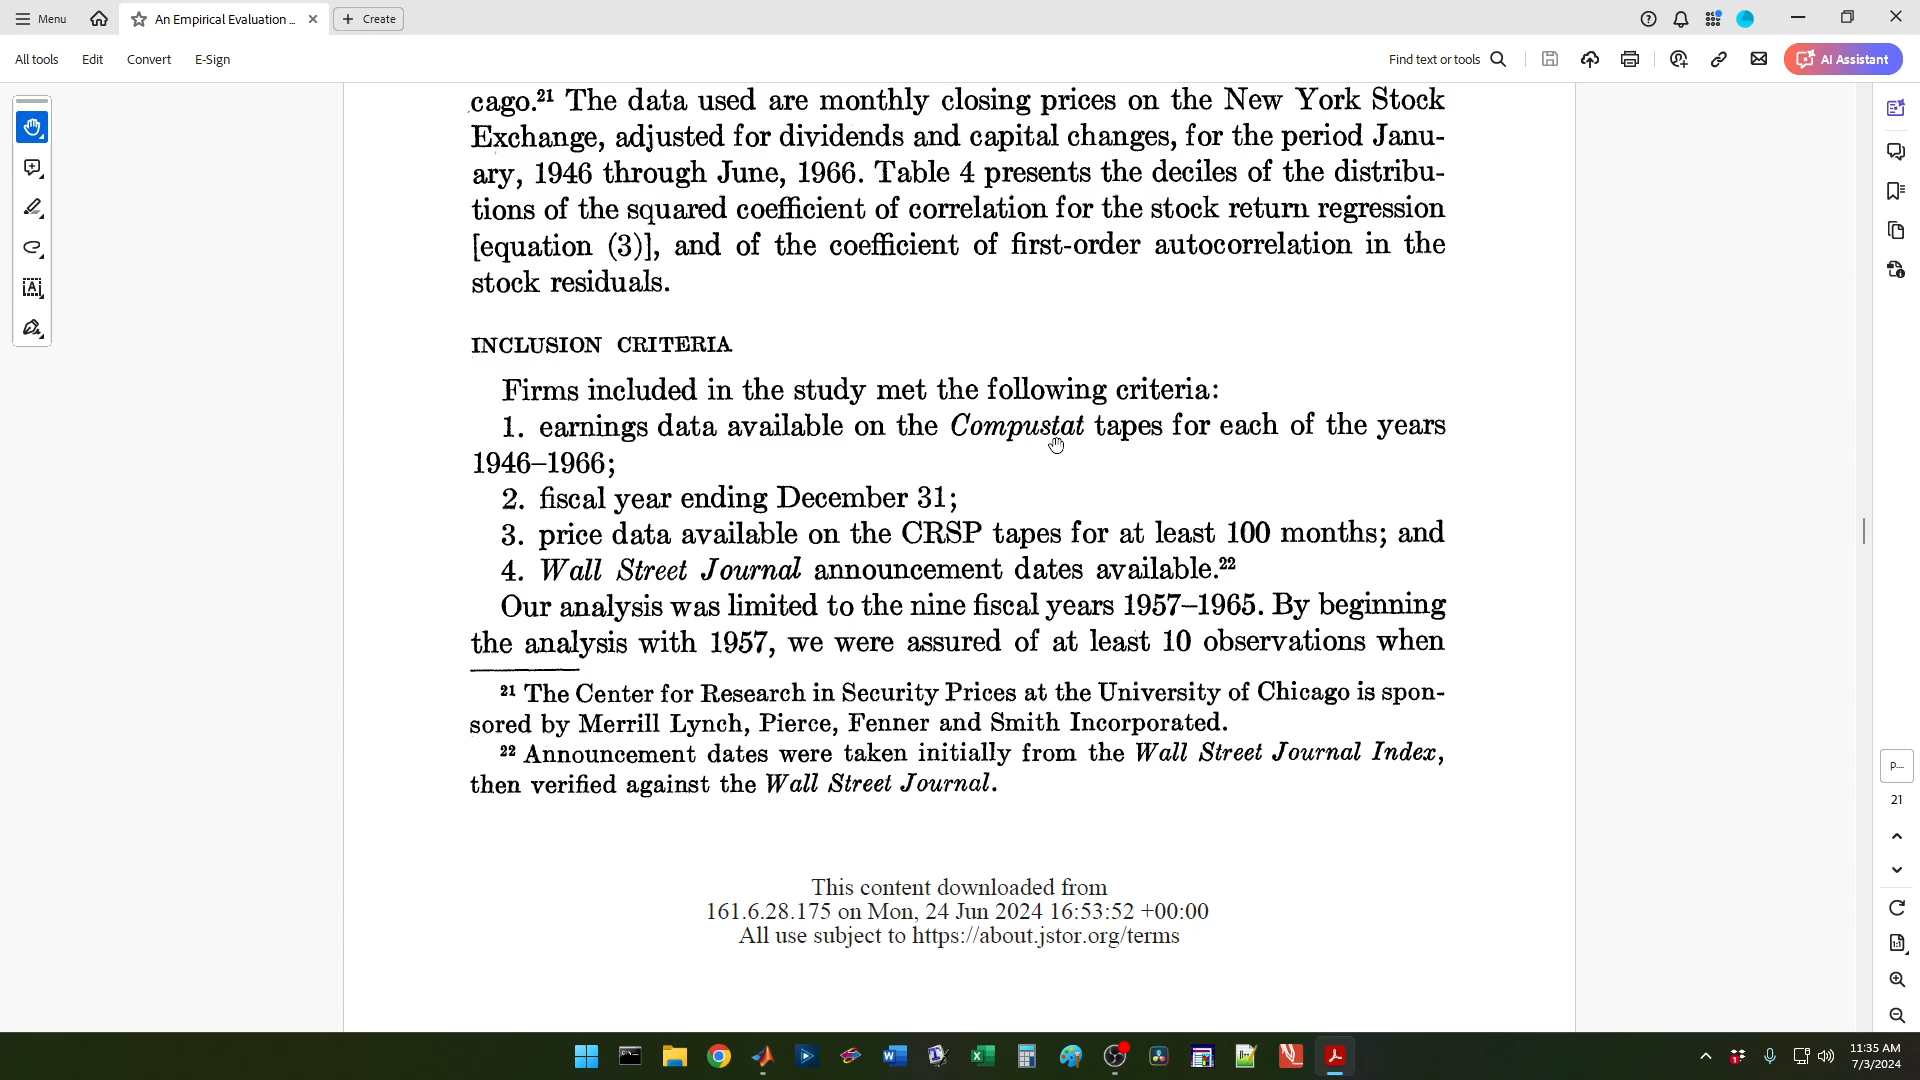 Menu
An Empirical Evaluation ...
Create
All tools
Edit
Convert
E-Sign
Find text or tools
AI Assistant
cago.²¹ The data used are monthly closing prices on the New York Stock
Exchange, adjusted for dividends and capital changes, for the period Janu-
ary, 1946 through June, 1966. Table 4 presents the deciles of the distribu-
tions of the squared coefficient of correlation for the stock return regression
[equation (3)], and of the coefficient of first-order autocorrelation in the
stock residuals.
INCLUSION CRITERIA
Firms included in the study met the following criteria:
1. earnings data available on the Compustat tapes for each of the years
1946–1966;
2. fiscal year ending December 31;
3. price data available on the CRSP tapes for at least 100 months; and
4. Wall Street Journal announcement dates available.²²
Our analysis was limited to the nine fiscal years 1957–1965. By beginning
the analysis with 1957, we were assured of at least 10 observations when
²¹ The Center for Research in Security Prices at the University of Chicago is spon-
sored by Merrill Lynch, Pierce, Fenner and Smith Incorporated.
²² Announcement dates were taken initially from the Wall Street Journal Index,
then verified against the Wall Street Journal.
This content downloaded from
161.6.28.175 on Mon, 24 Jun 2024 16:53:52 +00:00
All use subject to https://about.jstor.org/terms
P...
21
11:35 AM
7/3/2024